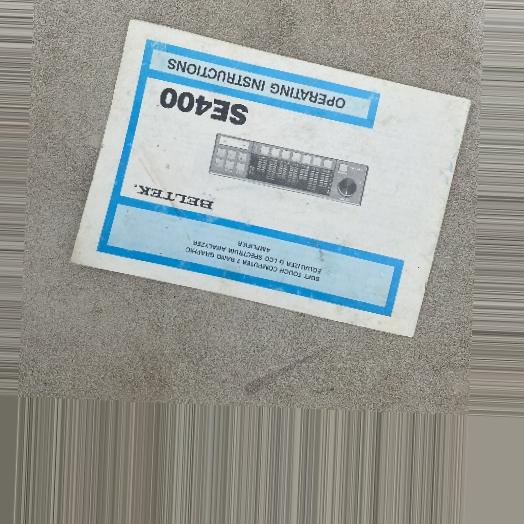 OPERATING INSTRUCTIONS
SE400
BELTEK.
SOFT TOUCH COMPUTER 7 BAND GRAPHIC
EQUALIZER & LCD SPECTRUM ANALYZER
AMPLIFIER